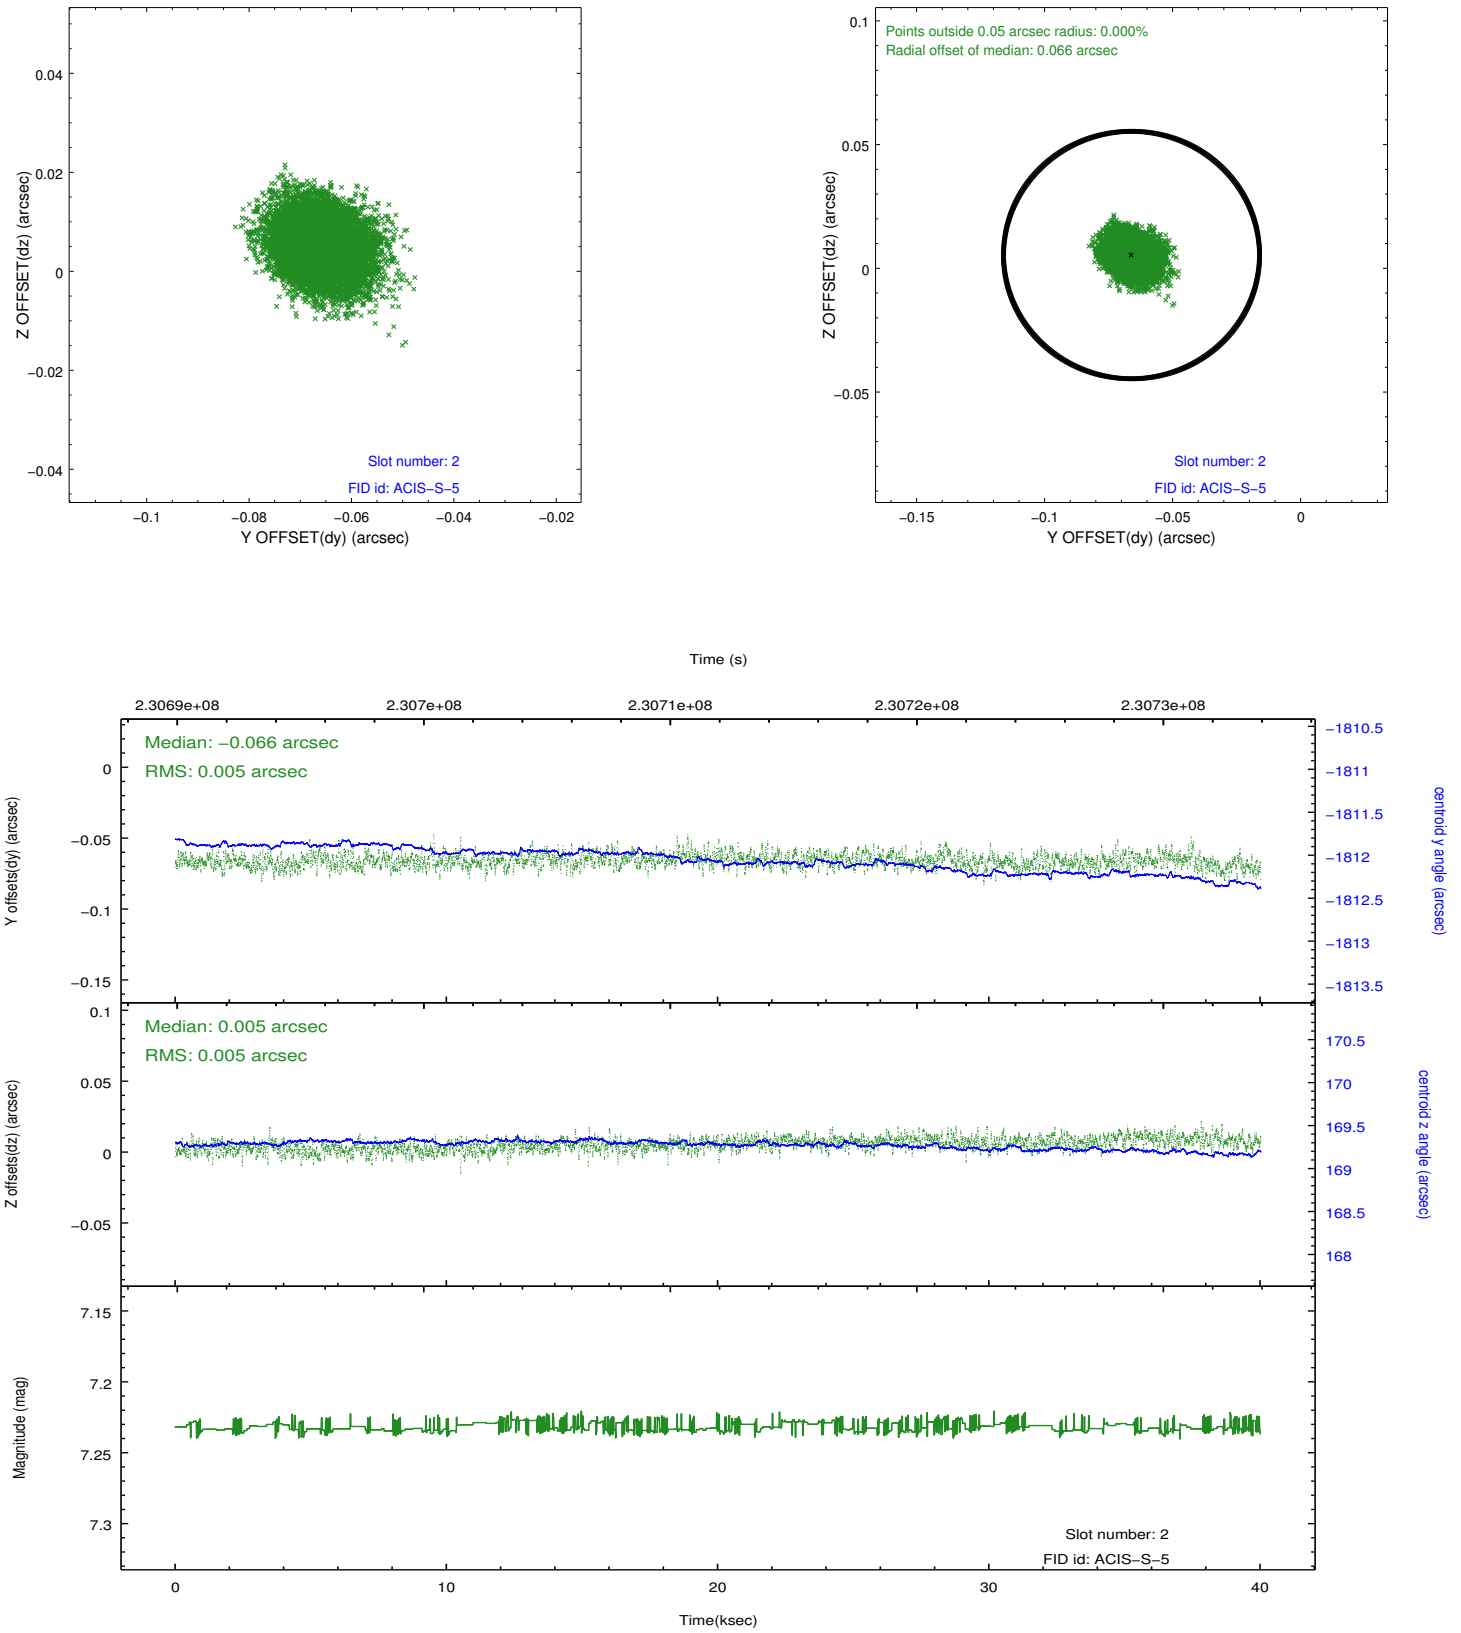 0.04
0.02
0
−0.02
−0.04
Z OFFSET(dz) (arcsec)
Slot number: 2
FID id: ACIS−S−5
−0.1
−0.08
−0.06
−0.04
−0.02
Y OFFSET(dy) (arcsec)
Points outside 0.05 arcsec radius: 0.000%
Radial offset of median: 0.066 arcsec
0.1
0.05
0
−0.05
Z OFFSET(dz) (arcsec)
Slot number: 2
FID id: ACIS−S−5
−0.15
−0.1
−0.05
0
Y OFFSET(dy) (arcsec)
Time (s)
2.3069e+08
2.307e+08
2.3071e+08
2.3072e+08
2.3073e+08
Median: −0.066 arcsec
RMS: 0.005 arcsec
0
−0.05
−0.1
−0.15
Y offsets(dy) (arcsec)
−1810.5
−1811
−1811.5
−1812
−1812.5
−1813
−1813.5
centroid y angle (arcsec)
Median: 0.005 arcsec
RMS: 0.005 arcsec
0.1
0.05
0
−0.05
Z offsets(dz) (arcsec)
170.5
170
169.5
169
168.5
168
centroid z angle (arcsec)
7.15
7.2
7.25
7.3
Magnitude (mag)
Slot number: 2
FID id: ACIS−S−5
0
10
20
30
40
Time(ksec)